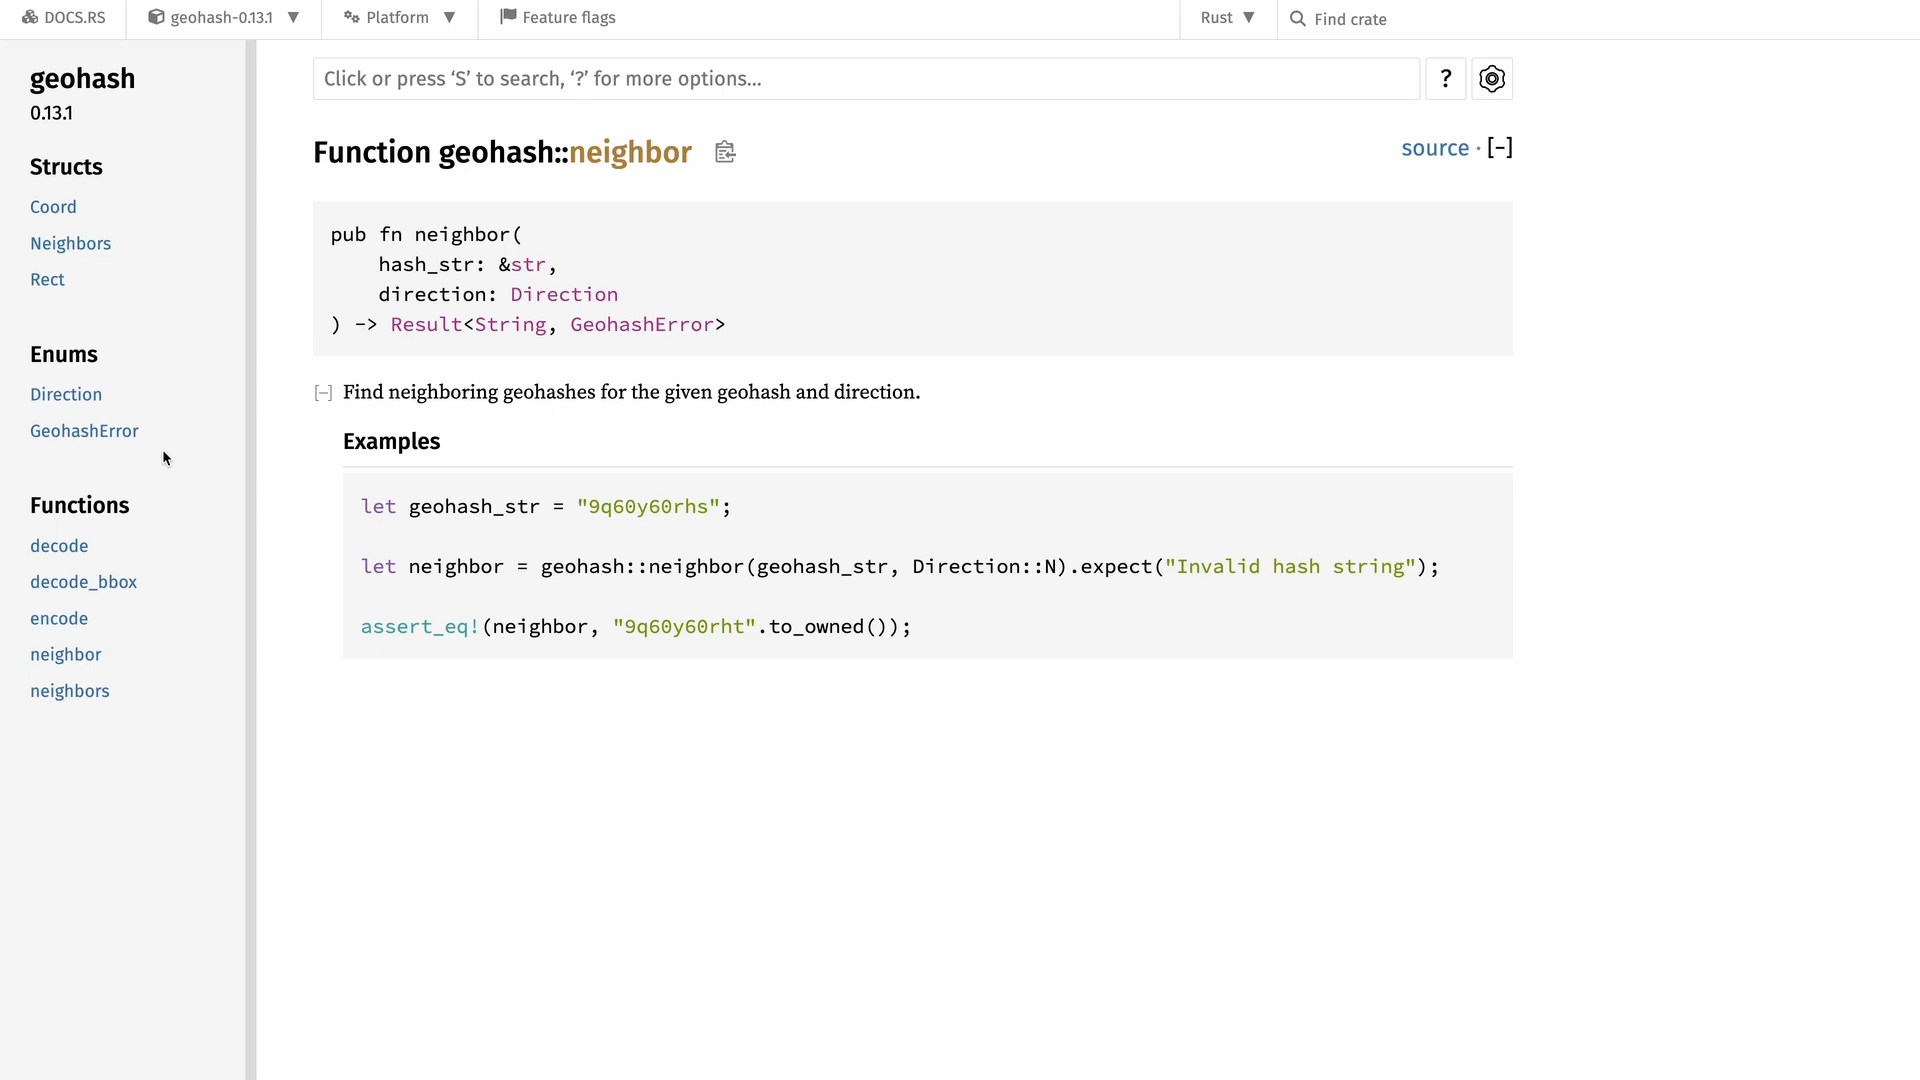 DOCS.RS
geohash-0.13.1 ▼
Platform ▼
Feature flags
Rust ▼
Find crate
geohash
0.13.1
Structs
Coord
Neighbors
Rect
Enums
Direction
GeohashError
Functions
decode
decode_bbox
encode
neighbor
neighbors
Click or press ‘S’ to search, ‘?’ for more options…
?
Function geohash::neighbor
source · [−]
pub fn neighbor(
    hash_str: &str,
    direction: Direction
) -> Result<String, GeohashError>
[−] Find neighboring geohashes for the given geohash and direction.
Examples
let geohash_str = "9q60y60rhs";
let neighbor = geohash::neighbor(geohash_str, Direction::N).expect("Invalid hash string");
assert_eq!(neighbor, "9q60y60rht".to_owned());